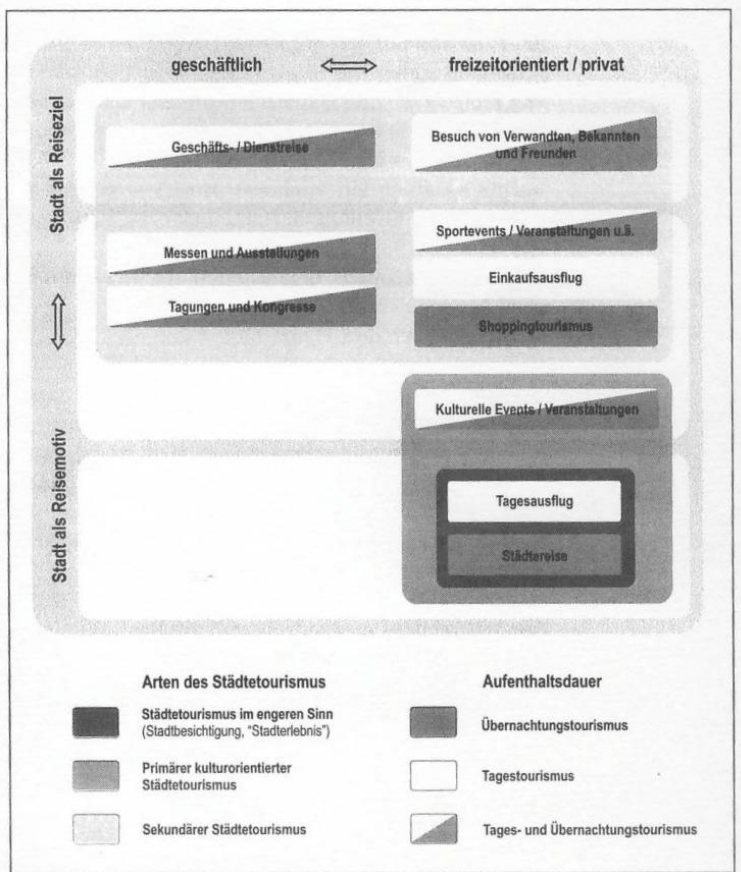 geschäftlich
freizeitorientiert / privat
Stadt als Reiseziel
Geschäfts- / Dienstreise
Besuch von Verwandten, Bekannten
und Freunden
Sportevents / Veranstaltungen u.ä.
Messen und Ausstellungen
Einkaufsausflug
Tagungen und Kongresse
Shoppingtourismus
Stadt als Reisemotiv
Kulturelle Events / Veranstaltungen
Tagesausflug
Städtereise
Arten des Städtetourismus
Städtetourismus im engeren Sinn
(Stadtbesichtigung, "Stadterlebnis")
Primärer kulturorientierter
Städtetourismus
Sekundärer Städtetourismus
Aufenthaltsdauer
Übernachtungstourismus
Tagestourismus
Tages- und Übernachtungstourismus